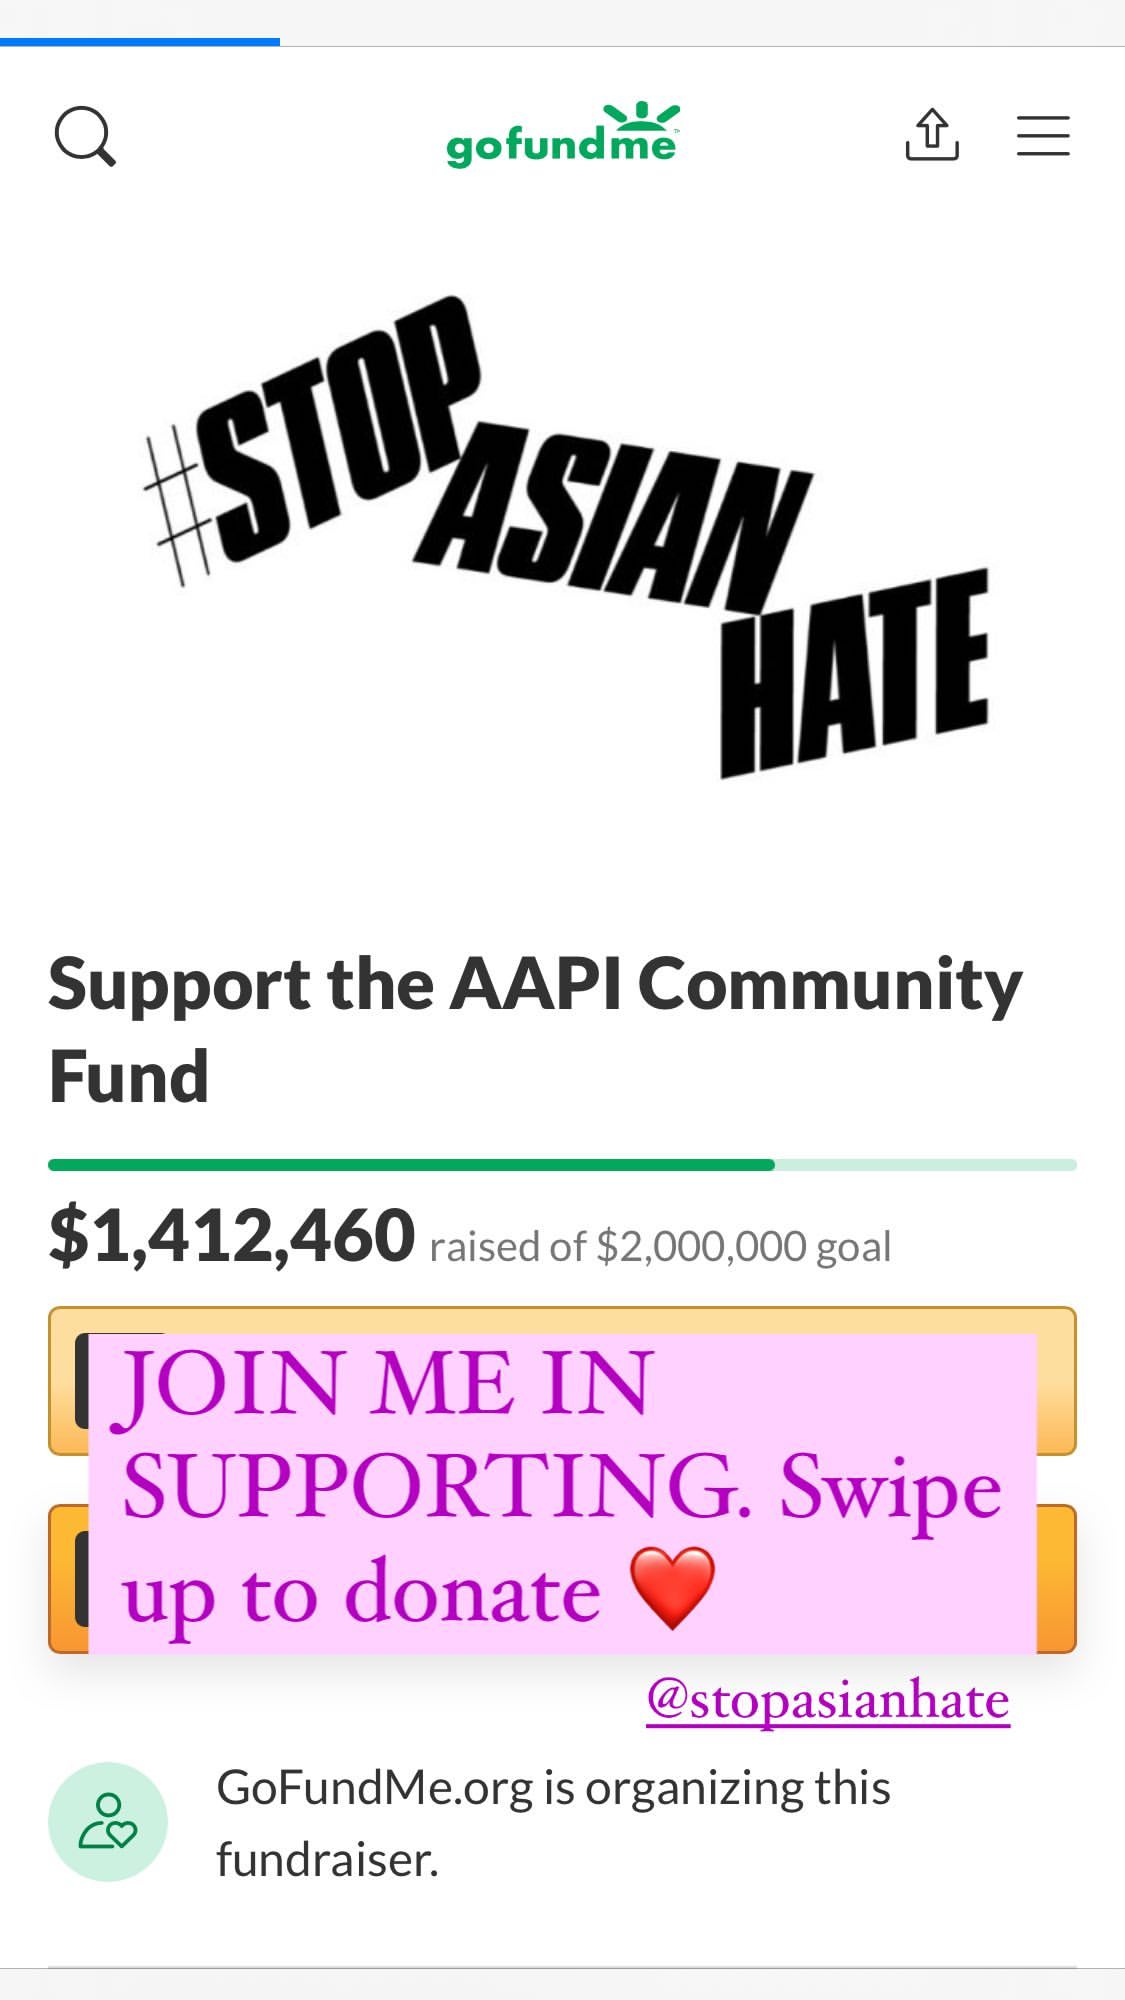 gofundme
#STOP
ASIAN
HATE
Support the AAPI Community
Fund
$1,412,460 raised of $2,000,000 goal
JOIN ME IN
SUPPORTING. Swipe
up to donate ❤️
@stopasianhate
GoFundMe.org is organizing this
fundraiser.